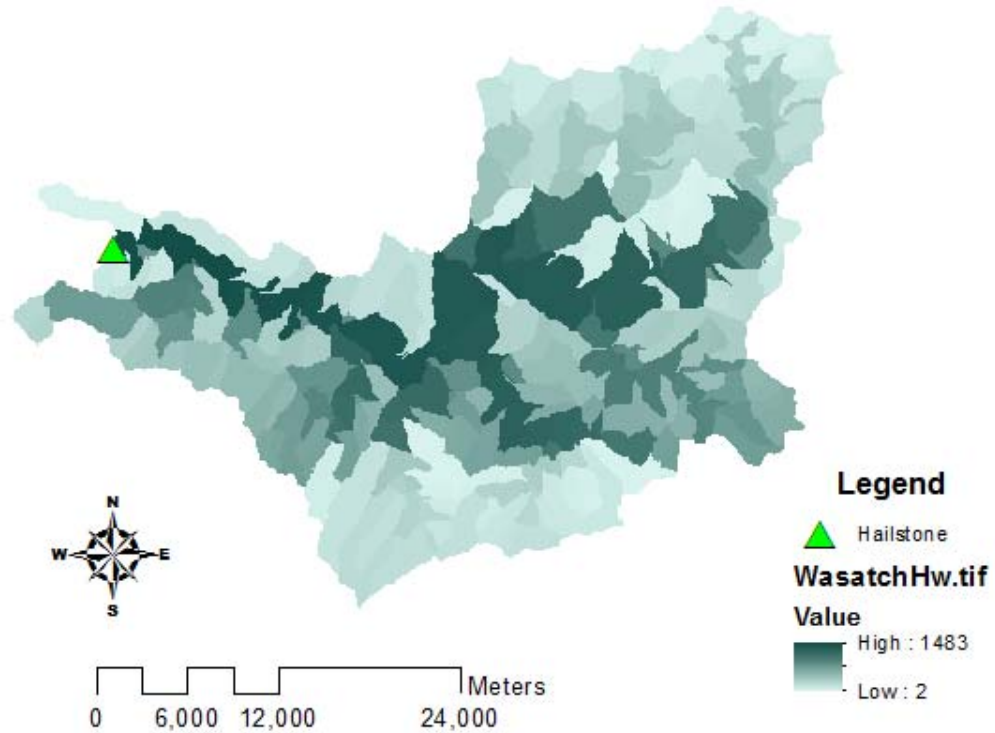 N
W E
S
Legend
Hailstone
WasatchHw.tif
Value
High : 1483
Low : 2
Meters
0 6,000 12,000 24,000